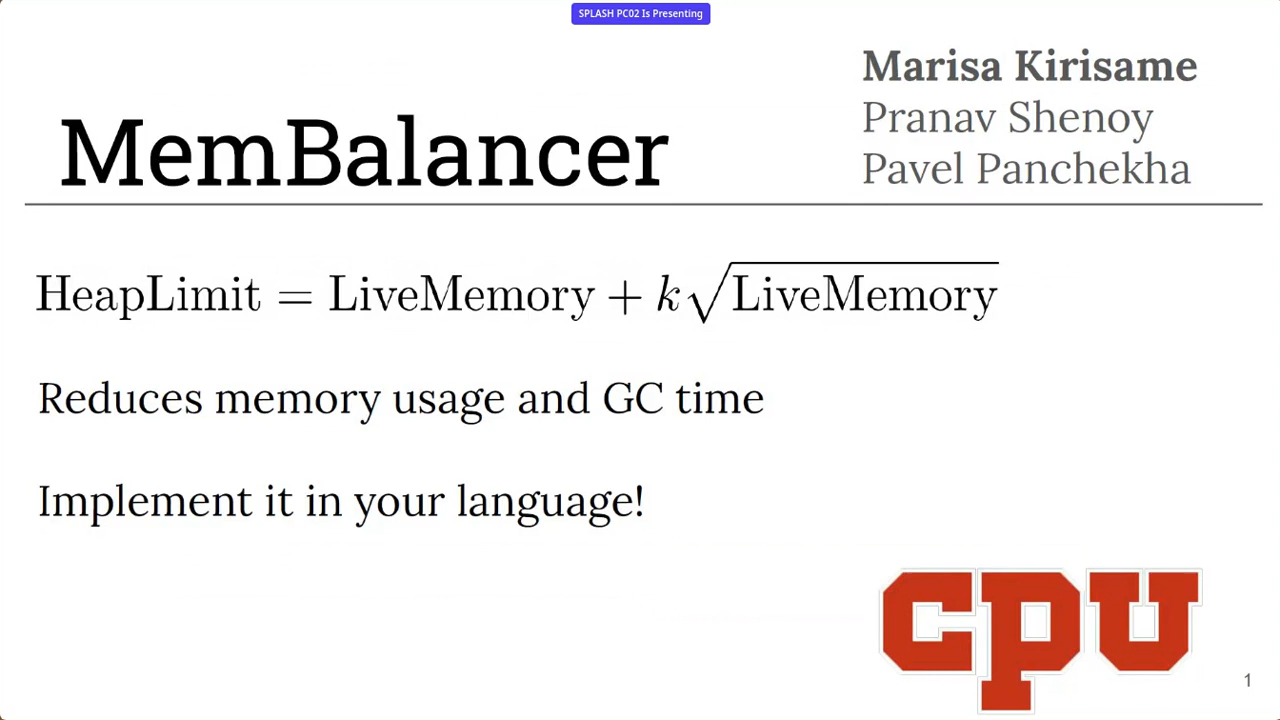 SPLASH PC02 Is Presenting
Marisa Kirisame
Pranav Shenoy
Pavel Panchekha
MemBalancer
HeapLimit = LiveMemory + k√LiveMemory
Reduces memory usage and GC time
Implement it in your language!
CPU
1